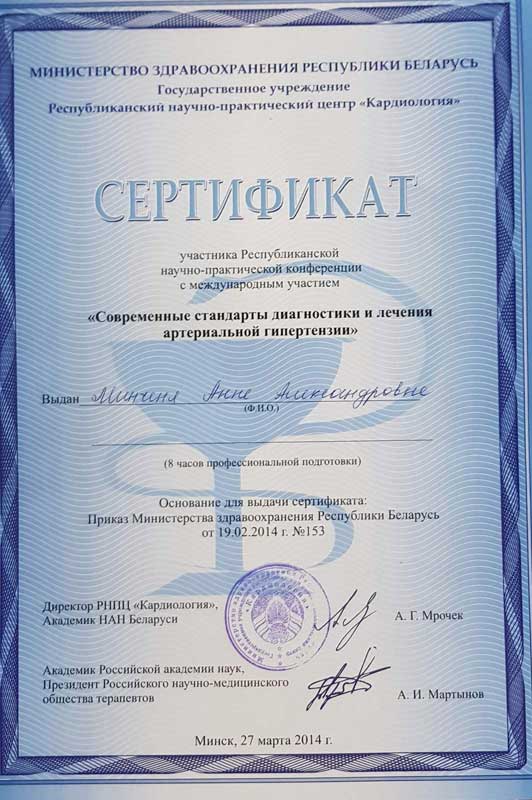 МИНИСТЕРСТВО ЗДРАВООХРАНЕНИЯ РЕСПУБЛИКИ БЕЛАРУСЬ
Государственное учреждение
Республиканский научно-практический центр «Кардиология»
СЕРТИФИКАТ
участника Республиканской
научно-практической конференции
с международным участием
«Современные стандарты диагностики и лечения
артериальной гипертензии»
Выдан Анне Александровне
(Ф.И.О.)
(8 часов профессиональной подготовки)
Основание для выдачи сертификата:
Приказ Министерства здравоохранения Республики Беларусь
от 19.02.2014 г. №153
Директор РНПЦ «Кардиология»,
Академик НАН Беларуси
А. Г. Мрочек
Академик Российской академии наук,
Президент Российского научно-медицинского
общества терапевтов
А. И. Мартынов
Минск, 27 марта 2014 г.